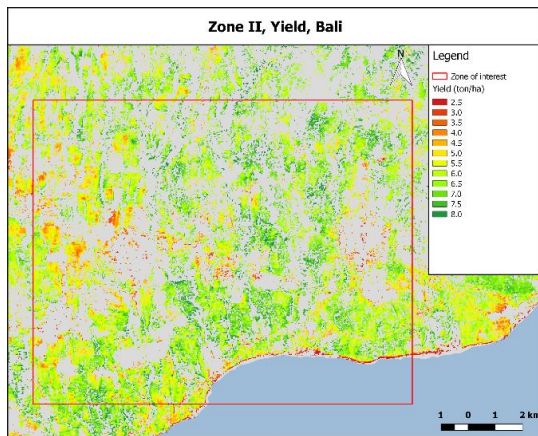 Zone II, Yield, Bali
N
Legend
Zone of interest
Yield (ton/ha)
2.5
3.0
3.5
4.0
4.5
5.0
5.5
6.0
6.5
7.0
7.5
8.0
1 0 1 2 km